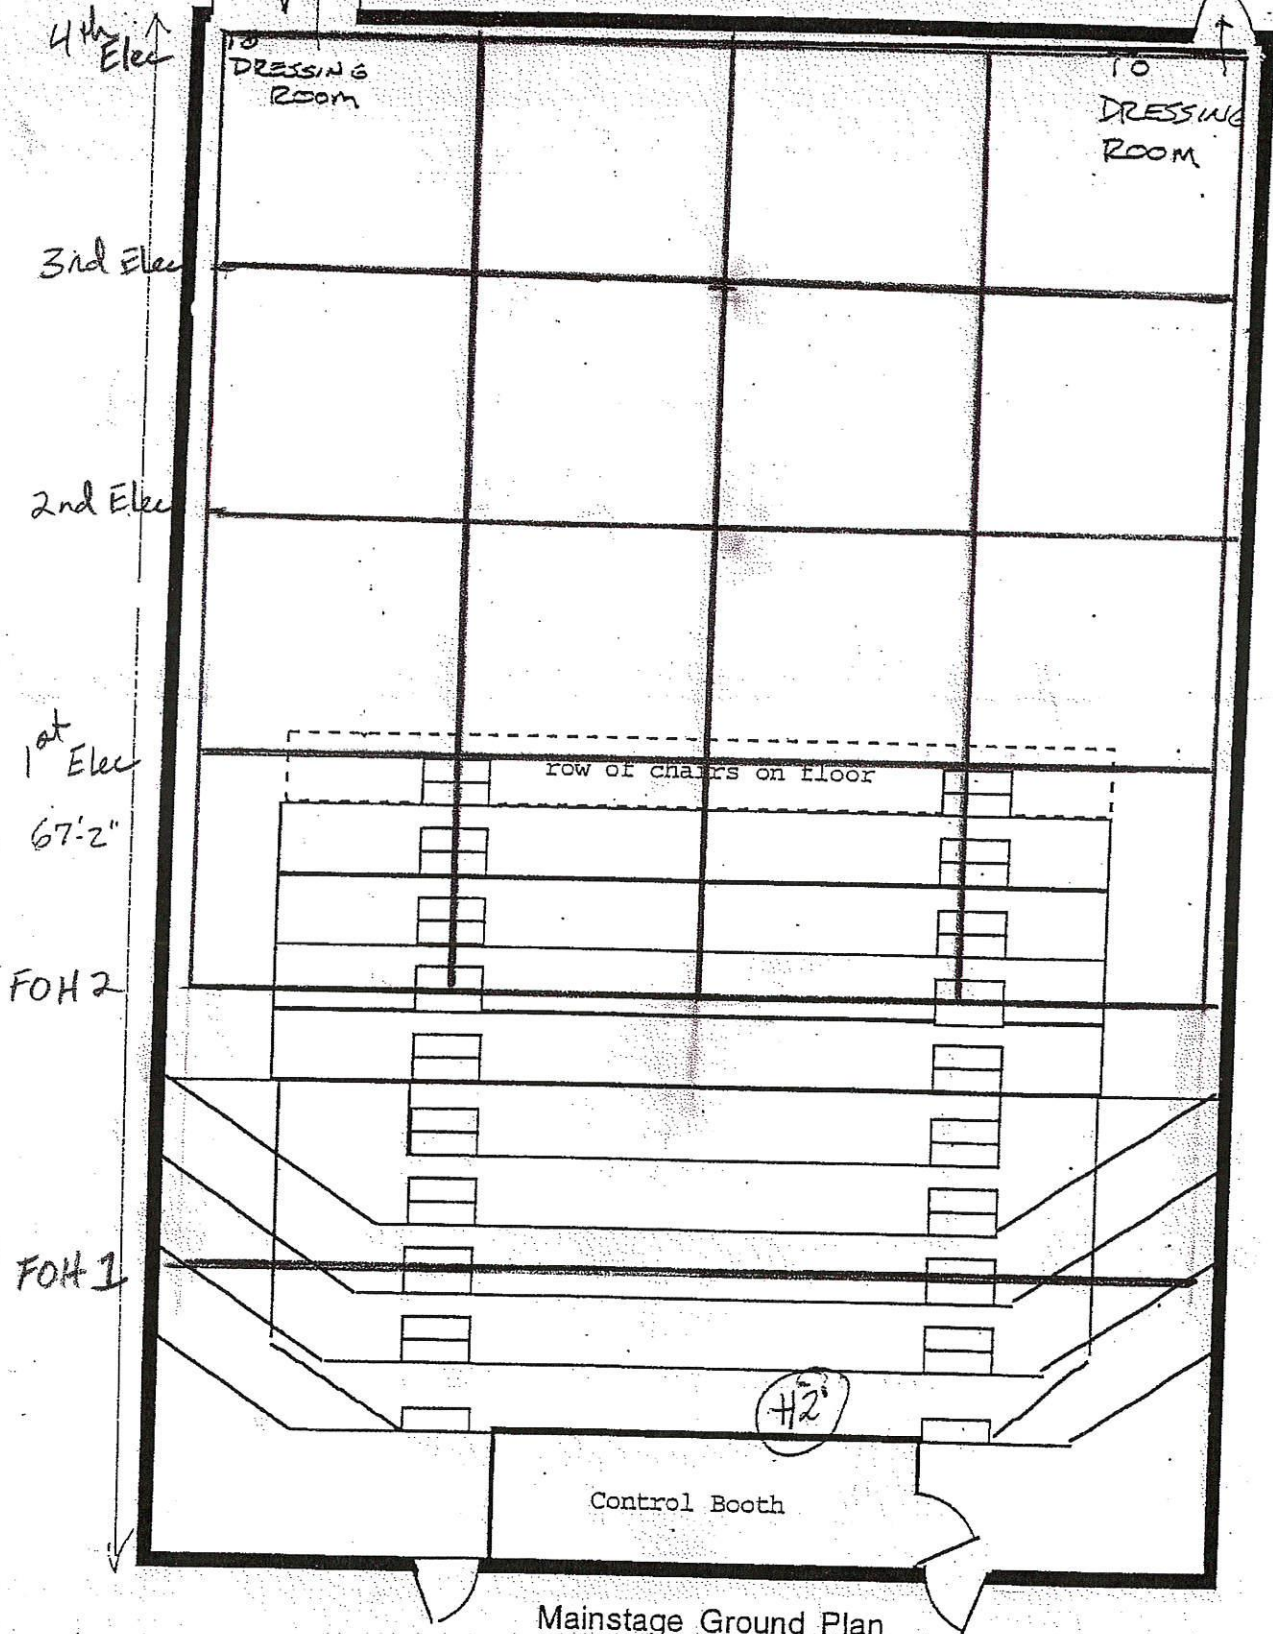 4th
Elec
TO
DRESSING
ROOM
TO
DRESSING
ROOM
3rd Elec
2nd Elec
1st
Elec
row of chairs on floor
67'-2"
FOH 2
FOH 1
Control Booth
Mainstage Ground Plan